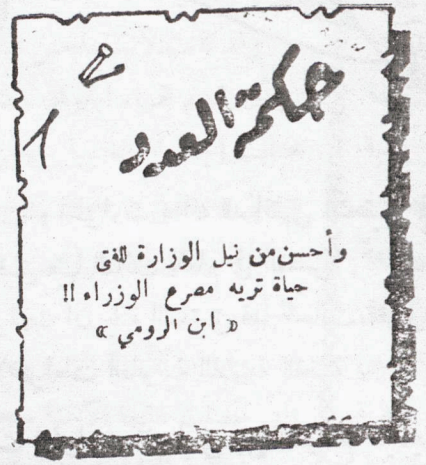 حكمة العدد
وأحسن من نيل الوزارة للفتى
حياة تريه مصرع الوزراء !!
« ابن الرومي »